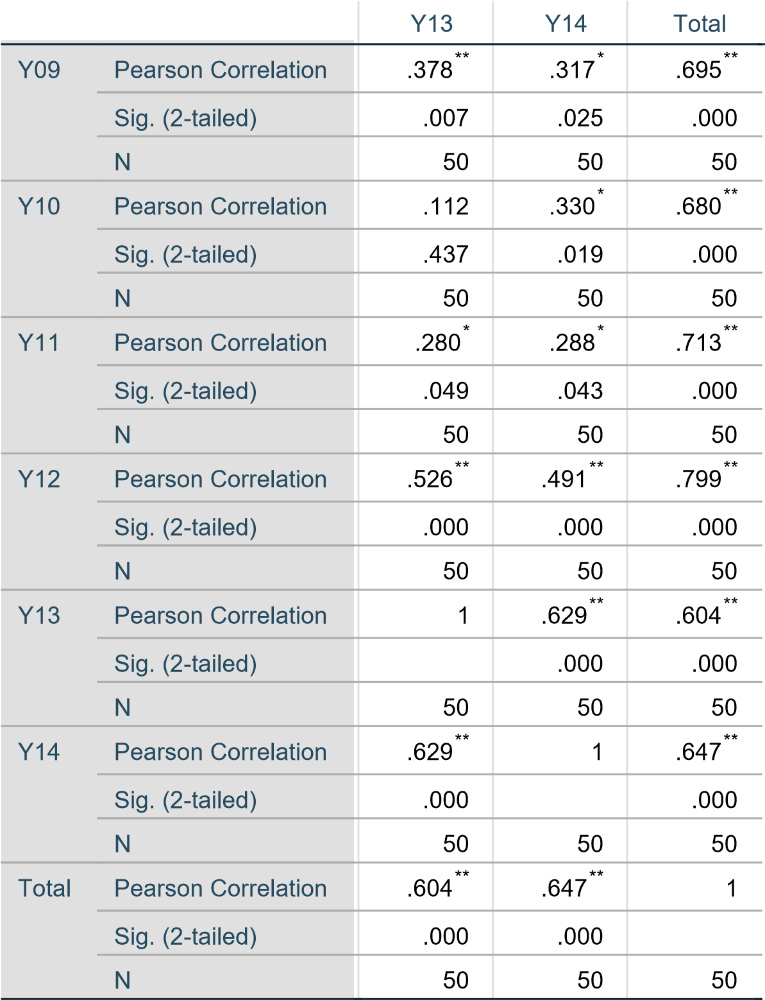 Y13 Y14 Total
Y09 Pearson Correlation .378** .317* .695**
Sig. (2-tailed) .007 .025 .000
N 50 50 50
Y10 Pearson Correlation .112 .330* .680**
Sig. (2-tailed) .437 .019 .000
N 50 50 50
Y11 Pearson Correlation .280* .288* .713**
Sig. (2-tailed) .049 .043 .000
N 50 50 50
Y12 Pearson Correlation .526** .491** .799**
Sig. (2-tailed) .000 .000 .000
N 50 50 50
Y13 Pearson Correlation 1 .629** .604**
Sig. (2-tailed) .000 .000
N 50 50 50
Y14 Pearson Correlation .629** 1 .647**
Sig. (2-tailed) .000 .000
N 50 50 50
Total Pearson Correlation .604** .647** 1
Sig. (2-tailed) .000 .000
N 50 50 50